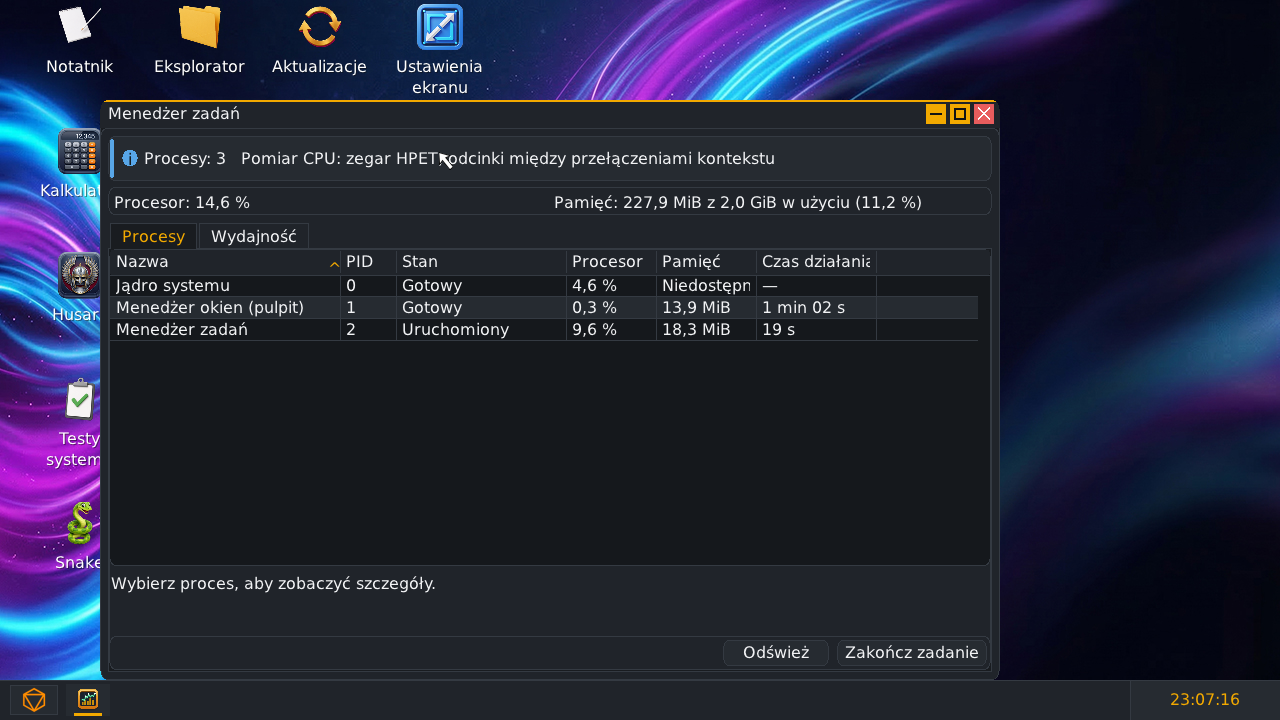 Notatnik
Eksplorator
Aktualizacje
Ustawienia
ekranu
Menedżer zadań
Kalkulat
Husar
Testy
system
Snake
Procesy: 3 Pomiar CPU: zegar HPET, odcinki między przełączeniami kontekstu
Procesor: 14,6 % Pamięć: 227,9 MiB z 2,0 GiB w użyciu (11,2 %)
Procesy Wydajność
Nazwa PID Stan Procesor Pamięć Czas działania
Jądro systemu 0 Gotowy 4,6 % Niedostępn —
Menedżer okien (pulpit) 1 Gotowy 0,3 % 13,9 MiB 1 min 02 s
Menedżer zadań 2 Uruchomiony 9,6 % 18,3 MiB 19 s
Wybierz proces, aby zobaczyć szczegóły.
Odśwież Zakończ zadanie
23:07:16